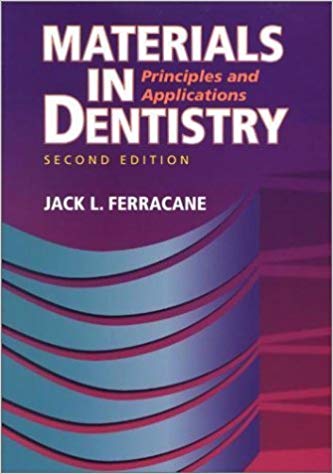 MATERIALS
IN Principles and
Applications
DENTISTRY
SECOND EDITION
JACK L. FERRACANE